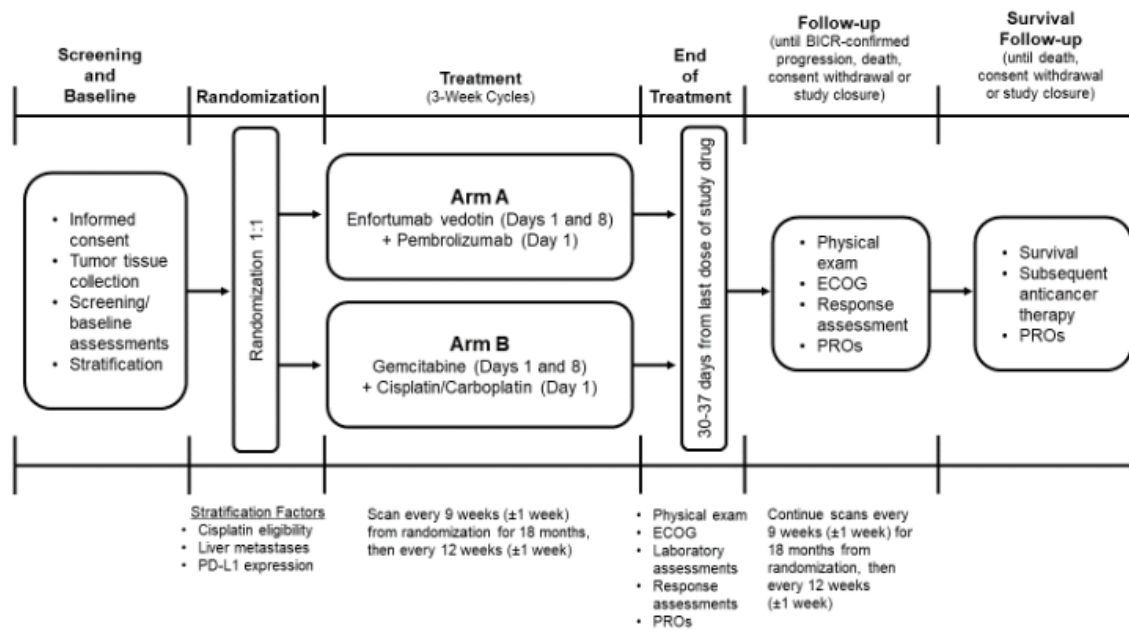 Screening
and
Baseline
Randomization
Treatment
(3-Week Cycles)
End
of
Treatment
Follow-up
(until BICR-confirmed
progression, death,
consent withdrawal or
study closure)
Survival
Follow-up
(until death,
consent withdrawal
or study closure)
• Informed
consent
• Tumor tissue
collection
• Screening/
baseline
assessments
• Stratification
Randomization 1:1
Arm A
Enfortumab vedotin (Days 1 and 8)
+ Pembrolizumab (Day 1)
Arm B
Gemcitabine (Days 1 and 8)
+ Cisplatin/Carboplatin (Day 1)
30-37 days from last dose of study drug
• Physical
exam
• ECOG
• Response
assessment
• PROs
• Survival
• Subsequent
anticancer
therapy
• PROs
Stratification Factors
• Cisplatin eligibility
• Liver metastases
• PD-L1 expression
Scan every 9 weeks (±1 week)
from randomization for 18 months,
then every 12 weeks (±1 week)
• Physical exam
• ECOG
• Laboratory
assessments
• Response
assessments
• PROs
Continue scans every
9 weeks (±1 week) for
18 months from
randomization, then
every 12 weeks
(±1 week)